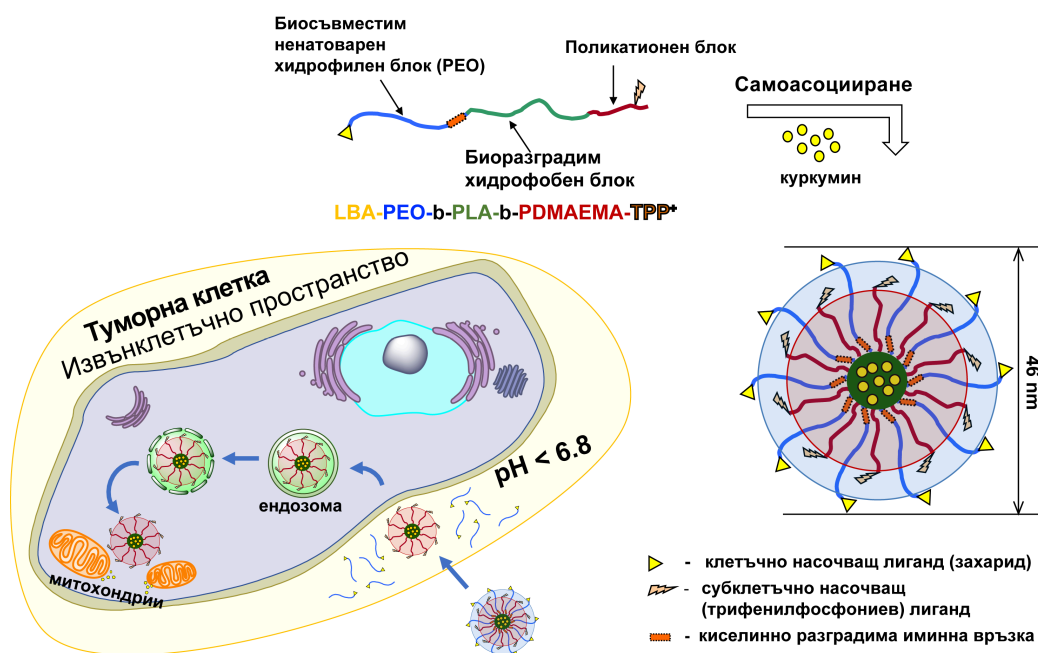 Биосъвместим
ненатоварен
хидрофилен блок (PEO)
Поликатионен блок
Самоасоцииране
куркумин
Биоразградим
хидрофобен блок
LBA-PEO-b-PLA-b-PDMAEMA-TPP+
Туморна клетка
Извънклетъчно пространство
pH < 6.8
ендозома
митохондрии
46 nm
- клетъчно насочващ лиганд (захарид)
- субклетъчно насочващ
(трифенилфосфониев) лиганд
- киселинно разградима иминна връзка